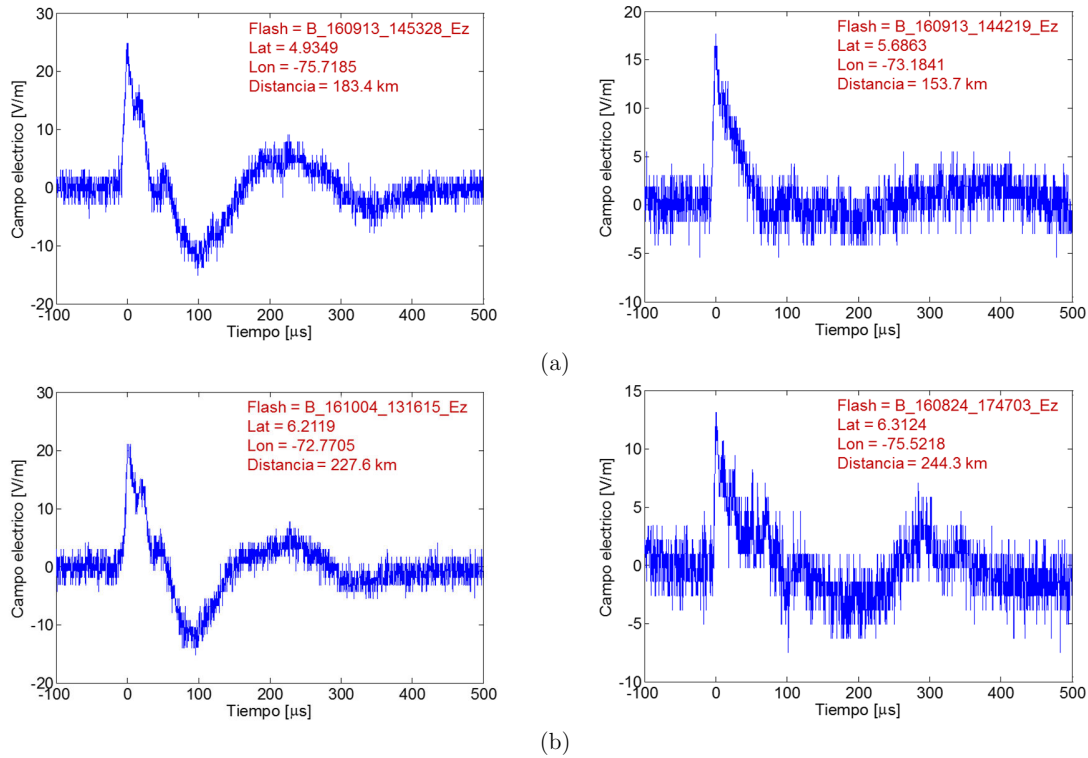 30
20
10
0
-10
-20
-100 0 100 200 300 400 500
Campo electrico [V/m]
Tiempo [μs]
Flash = B_160913_145328_Ez
Lat = 4.9349
Lon = -75.7185
Distancia = 183.4 km
20
15
10
5
0
-5
-10
-100 0 100 200 300 400 500
Campo electrico [V/m]
Tiempo [μs]
Flash = B_160913_144219_Ez
Lat = 5.6863
Lon = -73.1841
Distancia = 153.7 km
(a)
30
20
10
0
-10
-20
-100 0 100 200 300 400 500
Campo electrico [V/m]
Tiempo [μs]
Flash = B_161004_131615_Ez
Lat = 6.2119
Lon = -72.7705
Distancia = 227.6 km
15
10
5
0
-5
-10
-100 0 100 200 300 400 500
Campo electrico [V/m]
Tiempo [μs]
Flash = B_160824_174703_Ez
Lat = 6.3124
Lon = -75.5218
Distancia = 244.3 km
(b)